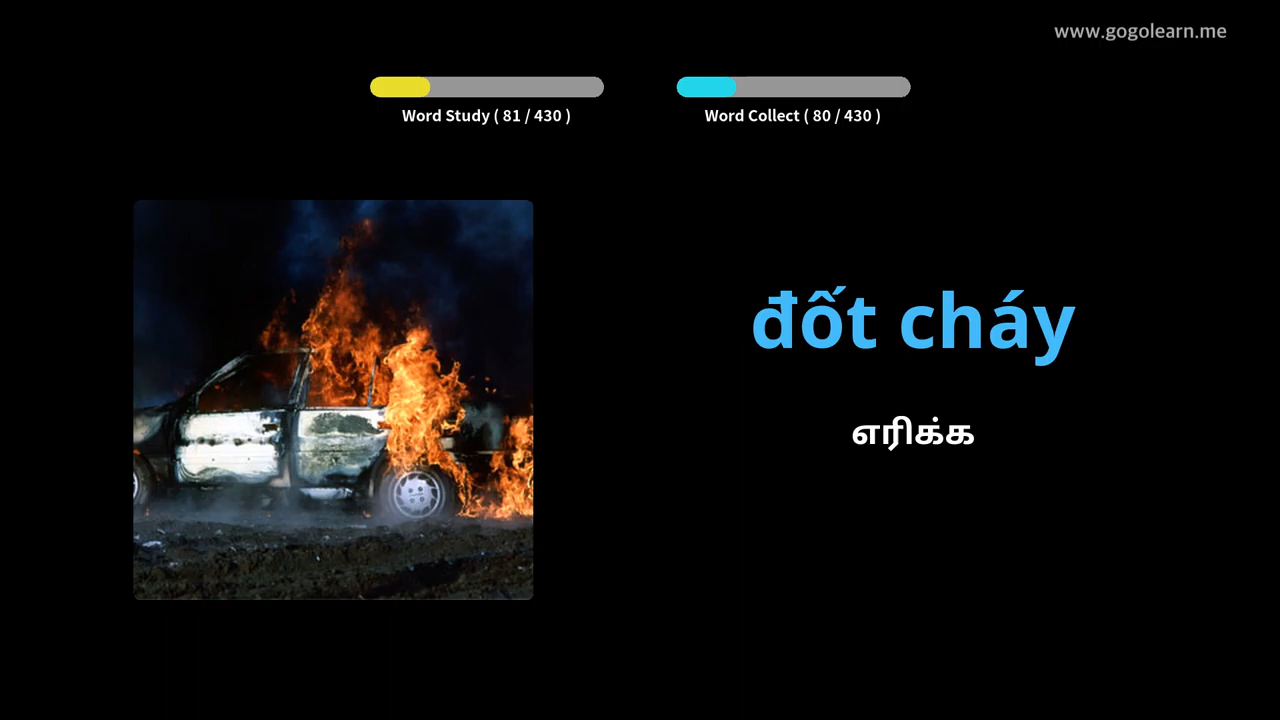 www.gogolearn.me
Word Study ( 81 / 430 )
Word Collect ( 80 / 430 )
đốt cháy
எரிக்க